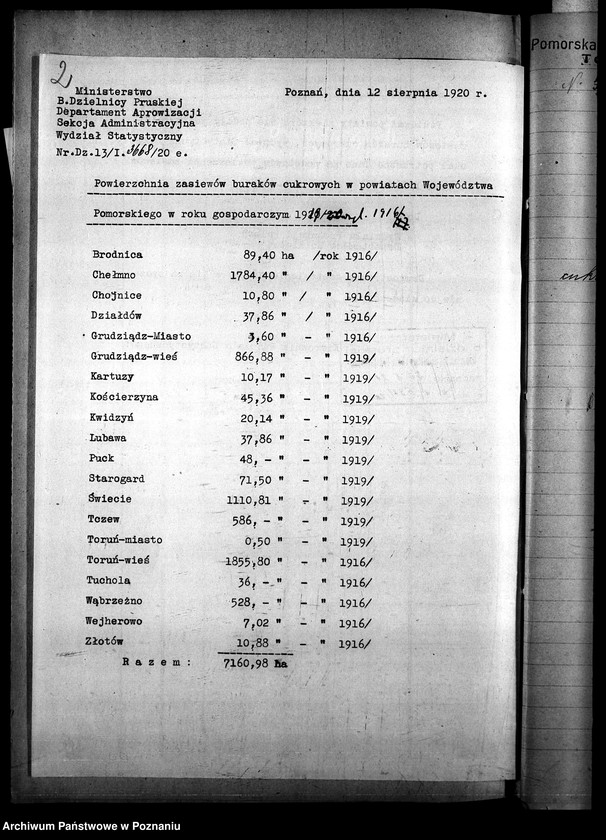 2
Ministerstwo
B.Dzielnicy Pruskiej
Departament Aprowizacji
Sekcja Administracyjna
Wydział Statystyczny
Nr.Dz.13/I.3668/20 e.
Poznań, dnia 12 sierpnia 1920 r.
Powierzchnia zasiewów buraków cukrowych w powiatach Województwa
Pomorskiego w roku gospodarczym 1919/20 wzgl. 1916/17
Brodnica 89,40 ha /rok 1916/
Chełmno 1784,40 " / " 1916/
Chojnice 10,80 " / " 1916/
Działdów 37,86 " / " 1916/
Grudziądz-Miasto 3,60 " - " 1916/
Grudziądz-wieś 866,88 " - " 1919/
Kartuzy 10,17 " - " 1919/
Kościerzyna 45,36 " - " 1919/
Kwidzyń 20,14 " - " 1919/
Lubawa 37,86 " - " 1919/
Puck 48, - " - " 1919/
Starogard 71,50 " - " 1919/
Świecie 1110,81 " - " 1919/
Tczew 586, - " - " 1919/
Toruń-miasto 0,50 " - " 1919/
Toruń-wieś 1855,80 " - " 1916/
Tuchola 36, - " - " 1916/
Wąbrzeźno 528, - " - " 1916/
Wejherowo 7,02 " - " 1916/
Złotów 10,88 " - " 1916/
Razem: 7160,98 ha
Pomorska
Archiwum Państwowe w Poznaniu